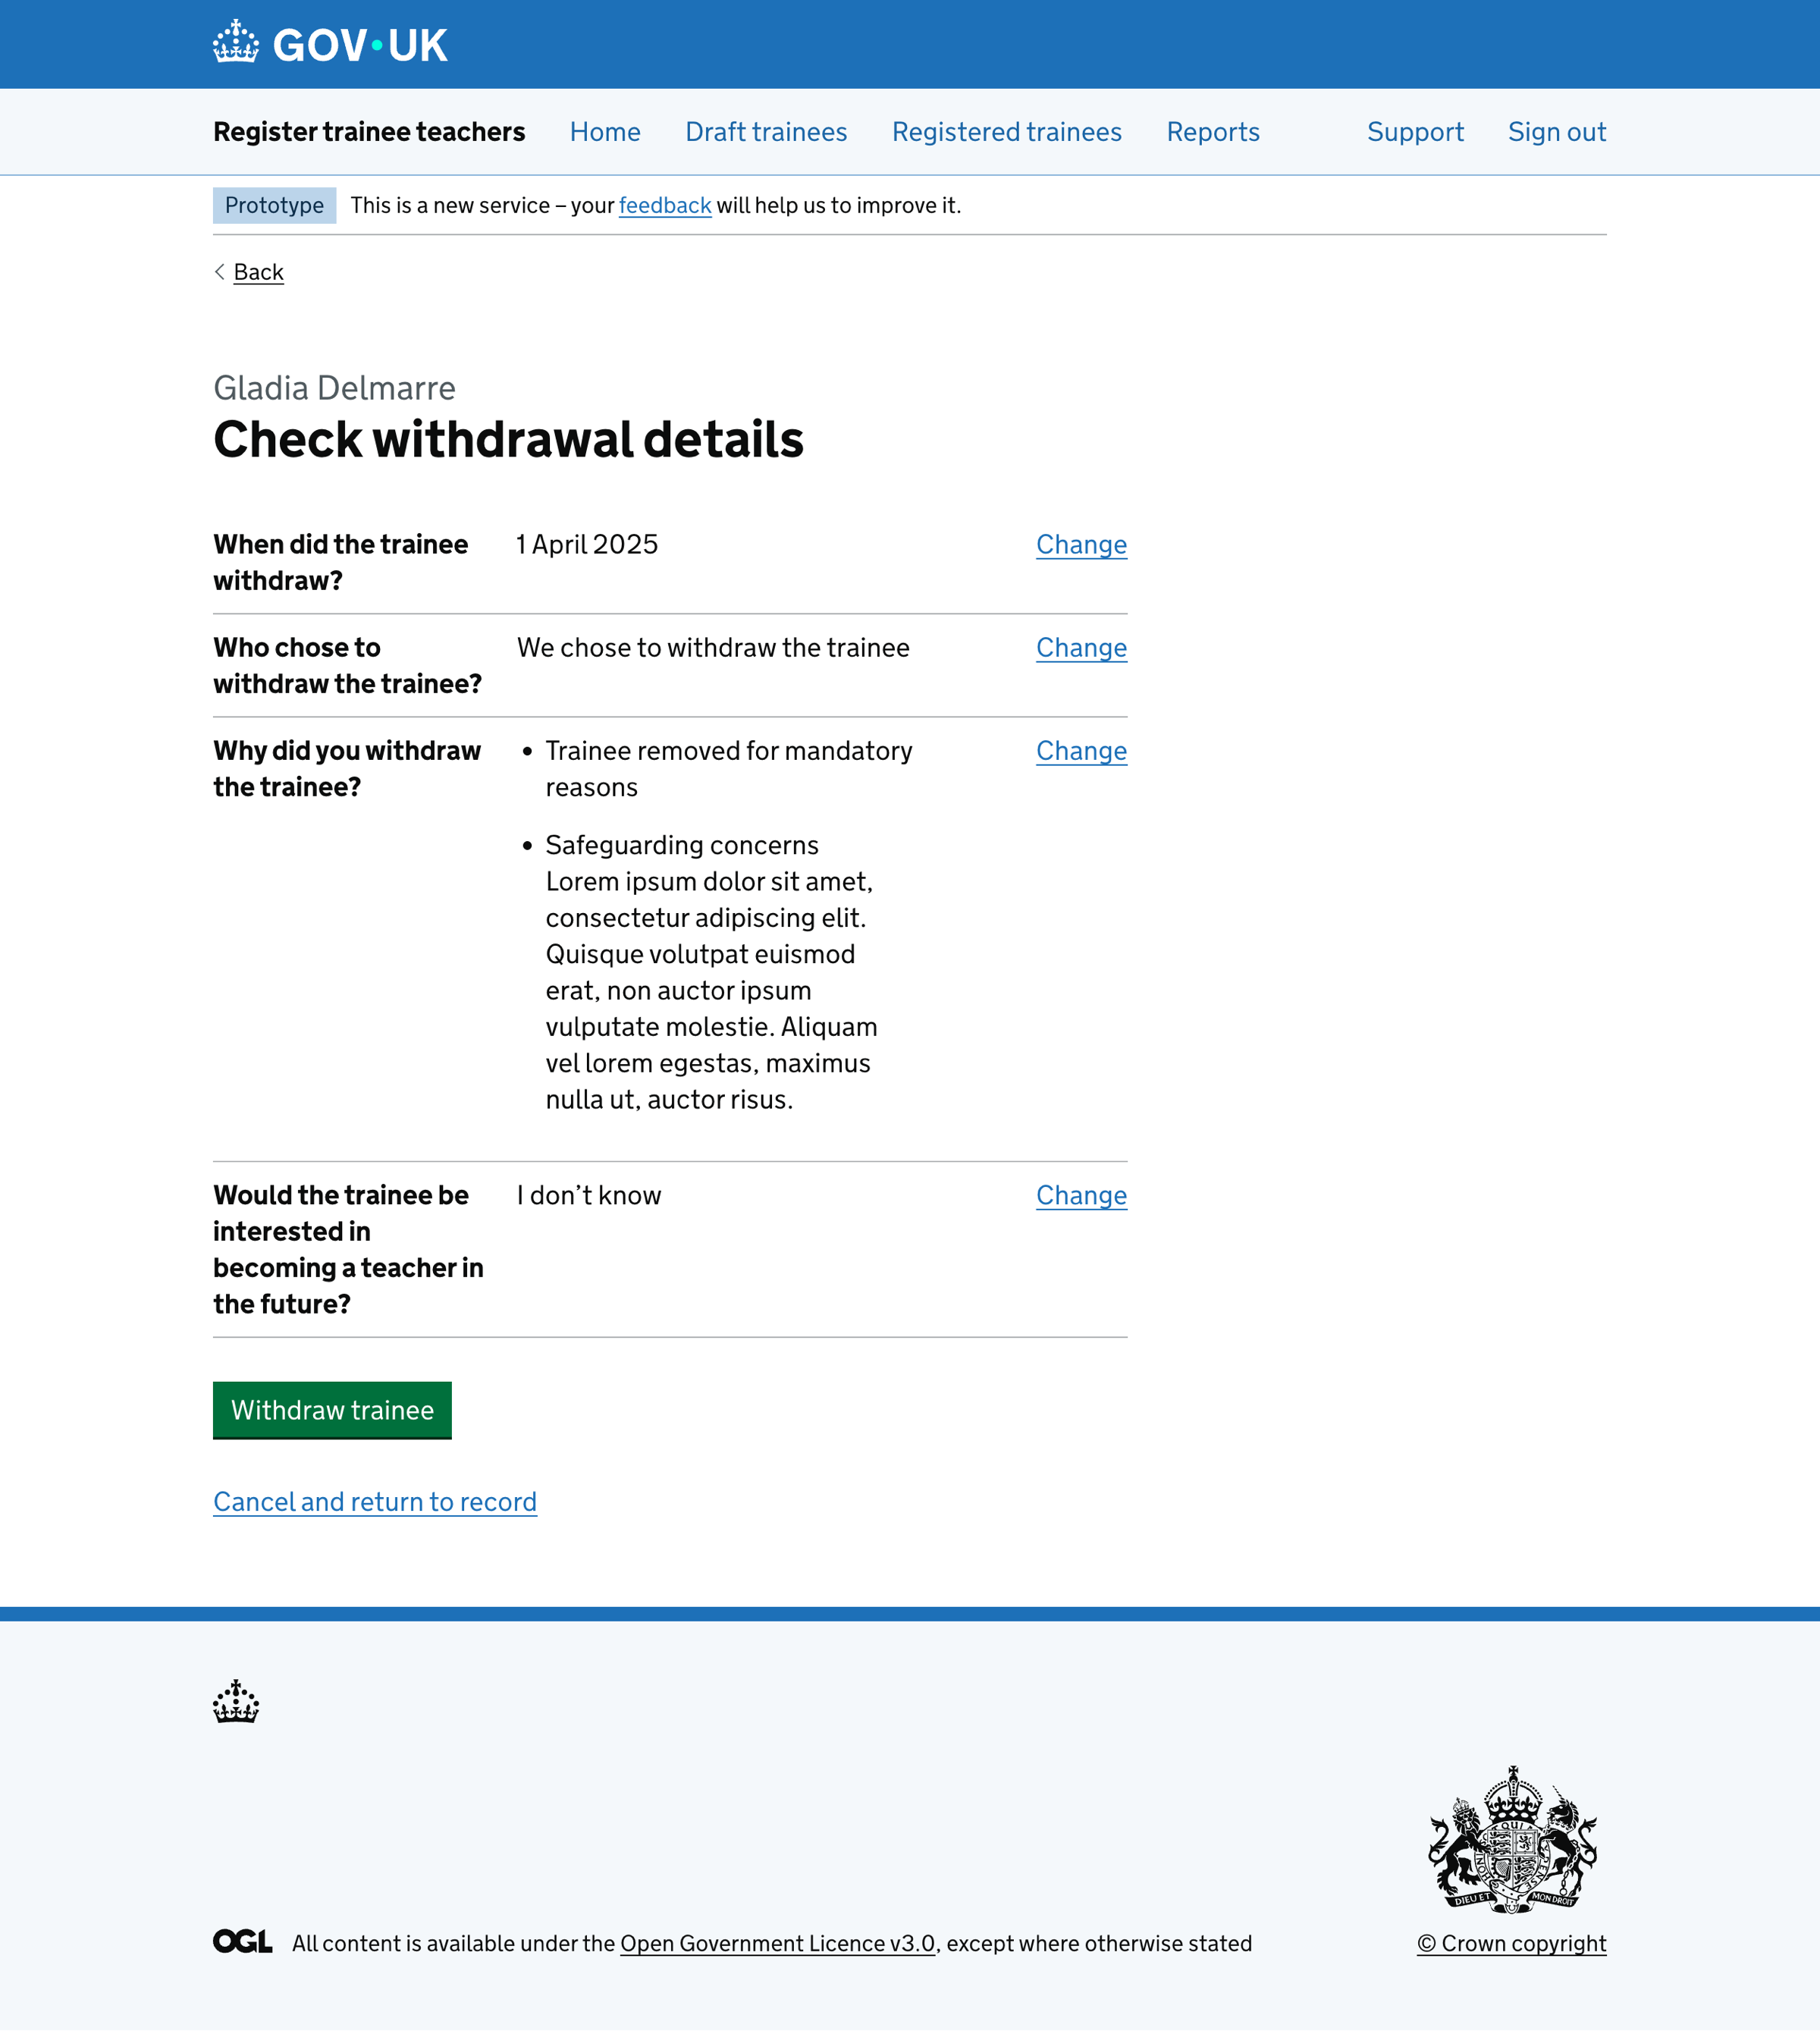 GOV·UK
Register trainee teachers Home Draft trainees Registered trainees Reports Support Sign out
Prototype This is a new service – your feedback will help us to improve it.
Back
Gladia Delmarre
Check withdrawal details
When did the trainee
withdraw?
1 April 2025
Change
Who chose to
withdraw the trainee?
We chose to withdraw the trainee
Change
Why did you withdraw
the trainee?
• Trainee removed for mandatory
reasons
• Safeguarding concerns
Lorem ipsum dolor sit amet,
consectetur adipiscing elit.
Quisque volutpat euismod
erat, non auctor ipsum
vulputate molestie. Aliquam
vel lorem egestas, maximus
nulla ut, auctor risus.
Change
Would the trainee be
interested in
becoming a teacher in
the future?
I don’t know
Change
Withdraw trainee
Cancel and return to record
DIEU ET MON DROIT
OGL All content is available under the Open Government Licence v3.0, except where otherwise stated
© Crown copyright